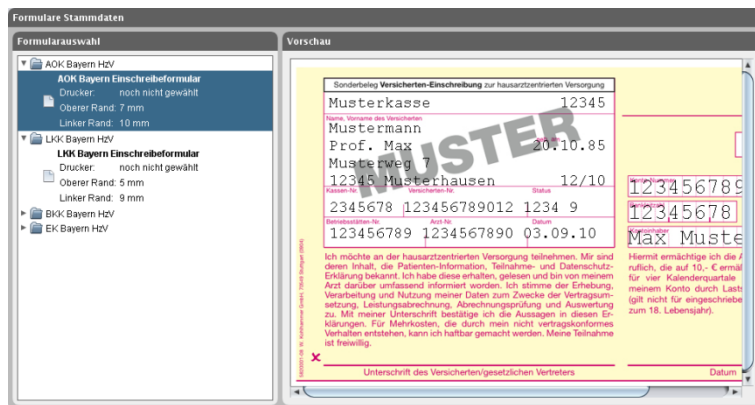 Formulare Stammdaten
Formularauswahl
AOK Bayern HzV
AOK Bayern Einschreibeformular
Drucker: noch nicht gewählt
Oberer Rand: 7 mm
Linker Rand: 10 mm
LKK Bayern HzV
LKK Bayern Einschreibeformular
Drucker: noch nicht gewählt
Oberer Rand: 5 mm
Linker Rand: 9 mm
BKK Bayern HzV
EK Bayern HzV
Vorschau
Sonderbeleg Versicherten-Einschreibung zur hausarztzentrierten Versorgung
Musterkasse 12345
Name, Vorname des Versicherten
Mustermann
Prof. Max 20.10.85
Musterweg 7
12345 Musterhausen 12/10
MUSTER
Kassen-Nr. Versicherten-Nr. Status
2345678 123456789012 1234 9
Betriebsstätten-Nr. Arzt-Nr. Datum
123456789 1234567890 03.09.10
Ich möchte an der hausarztzentrierten Versorgung teilnehmen. Mir sind
deren Inhalt, die Patienten-Information, Teilnahme- und Datenschutz-
Erklärung bekannt. Ich habe diese erhalten, gelesen und bin von meinem
Arzt darüber umfassend informiert worden. Ich stimme der Erhebung,
Verarbeitung und Nutzung meiner Daten zum Zwecke der Vertragsum-
setzung, Leistungsabrechnung, Abrechnungsprüfung und Auswertung
zu. Mit meiner Unterschrift bestätige ich die Aussagen in diesen Er-
klärungen. Für Mehrkosten, die durch mein nicht vertragskonformes
Verhalten entstehen, kann ich haftbar gemacht werden. Meine Teilnahme
ist freiwillig.
Unterschrift des Versicherten/gesetzlichen Vertreters
123456789
12345678
Kontoinhaber
Max Muste
Hiermit ermächtige ich die A
ruflich, die auf 10,- € ermäl
für vier Kalenderquartale
meinem Konto durch Lasts
(gilt nicht für eingeschriebe
zum 18. Lebensjahr).
Datum